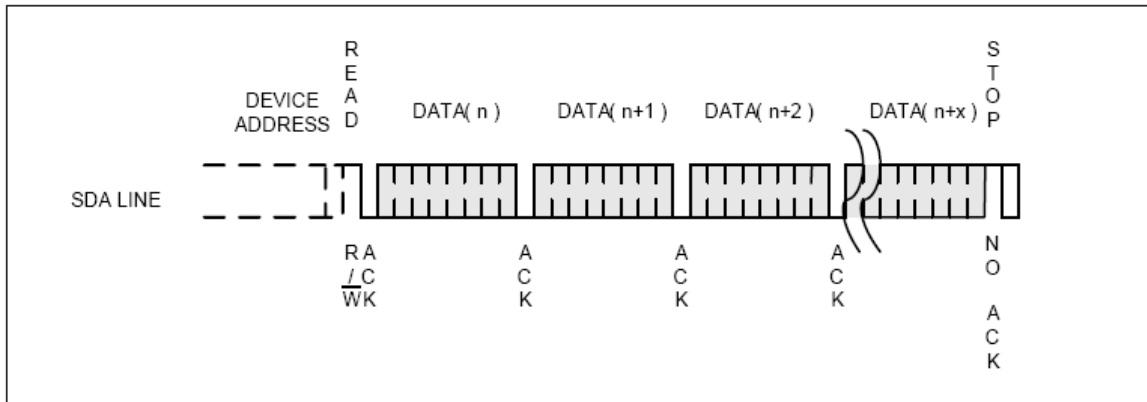 READ
STOP
DEVICE
ADDRESS
DATA( n )
DATA( n+1 )
DATA( n+2 )
DATA( n+x )
SDA LINE
R/W
ACK
ACK
ACK
ACK
NO ACK